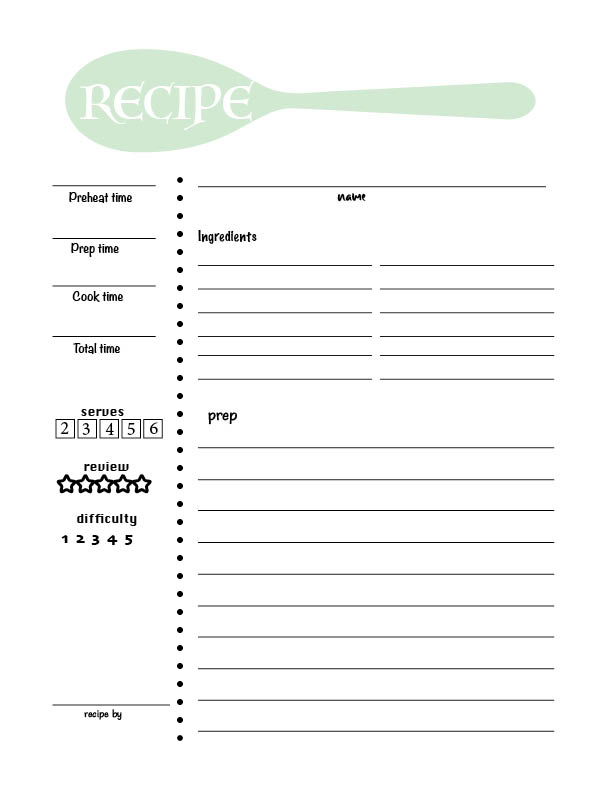 RECIPE
Preheat time
Prep time
Cook time
Total time
serves
2 3 4 5 6
review
difficulty
1 2 3 4 5
recipe by
name
Ingredients
prep